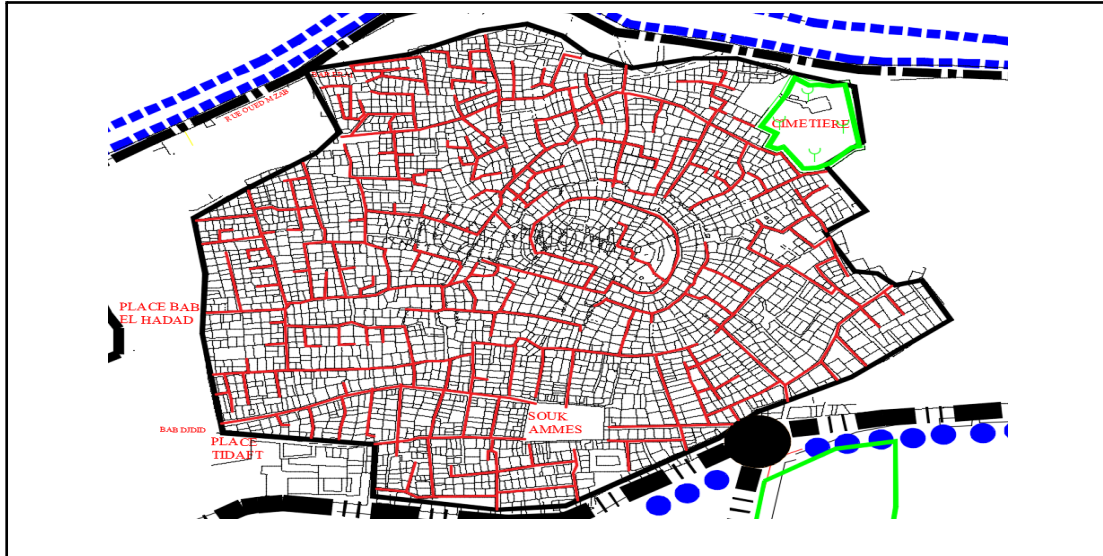 RUE OUED M ZAB
CIMETIERE
PLACE BAB
EL HADAD
SOUK
AMMES
BAB DJDID
PLACE
TIDAFT